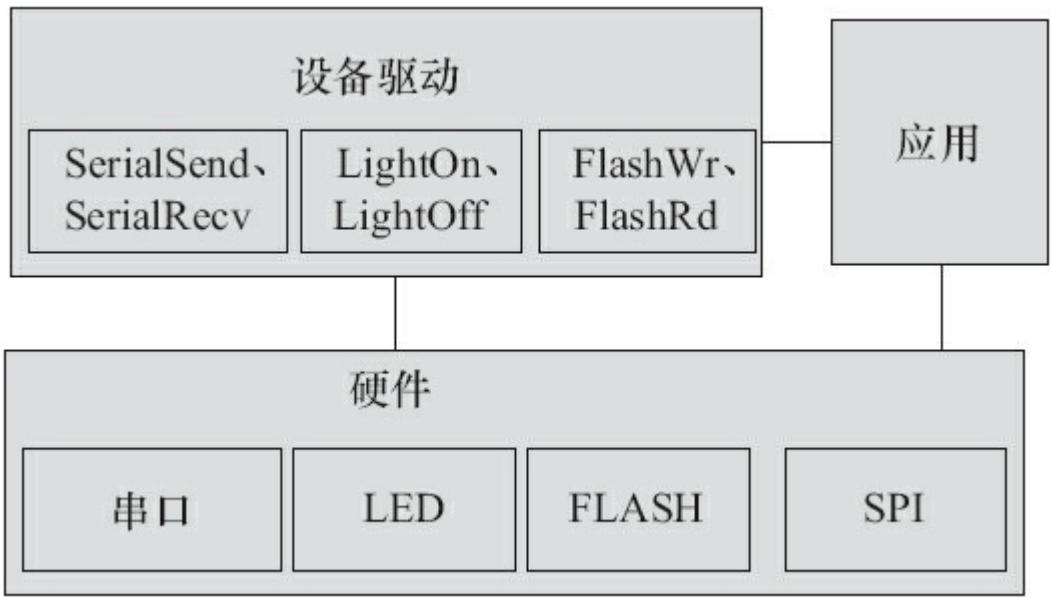 设备驱动
SerialSend、
SerialRecv
LightOn、
LightOff
FlashWr、
FlashRd
应用
硬件
串口
LED
FLASH
SPI